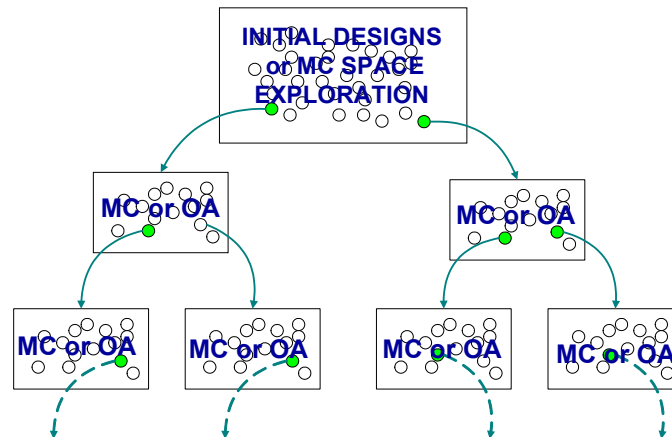 INITIAL DESIGNS
or MC SPACE
EXPLORATION
MC or OA
MC or OA
MC or OA
MC or OA
MC or OA
MC or OA